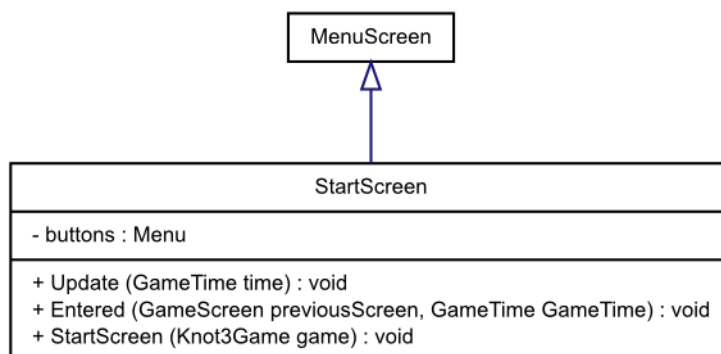 MenuScreen
StartScreen
- buttons : Menu
+ Update (GameTime time) : void
+ Entered (GameScreen previousScreen, GameTime GameTime) : void
+ StartScreen (Knot3Game game) : void